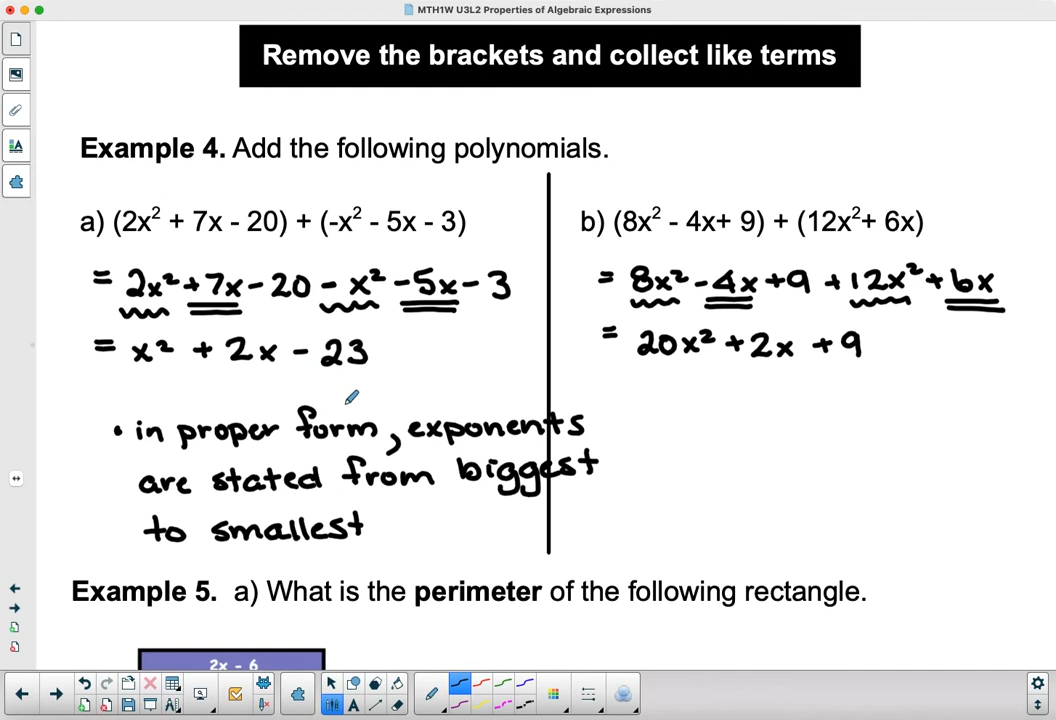 MTH1W U3L2 Properties of Algebraic Expressions
Remove the brackets and collect like terms
Example 4. Add the following polynomials.
a) (2x² + 7x - 20) + (-x² - 5x - 3)
= 2x² + 7x - 20 - x² - 5x - 3
= x² + 2x - 23
• in proper form, exponents
are stated from biggest
to smallest
b) (8x² - 4x+ 9) + (12x²+ 6x)
= 8x² - 4x + 9 + 12x² + 6x
= 20x² + 2x + 9
Example 5. a) What is the perimeter of the following rectangle.
2x - 6